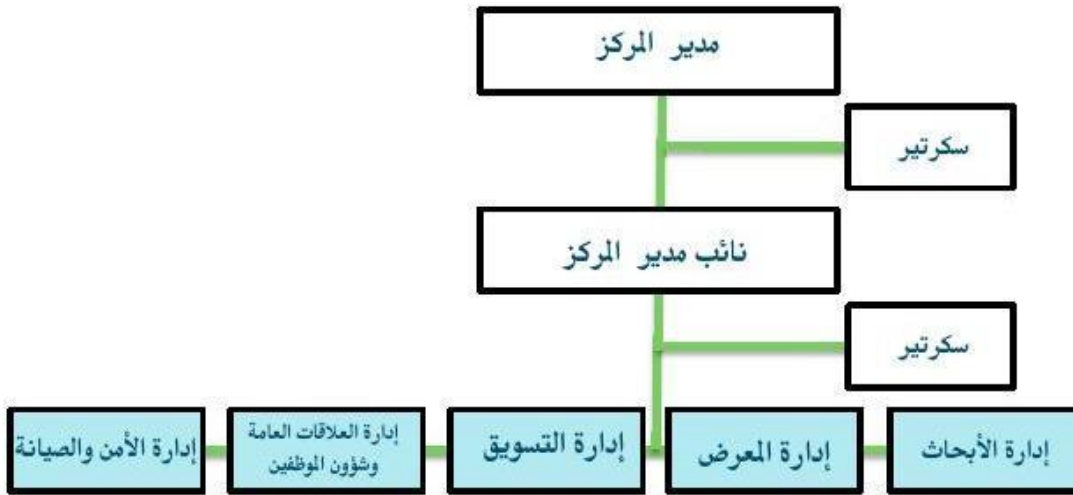 مدير المركز
سكرتير
نائب مدير المركز
سكرتير
إدارة الأبحاث
إدارة المعرض
إدارة التسويق
إدارة العلاقات العامة
وشؤون الموظفين
إدارة الأمن والصيانة